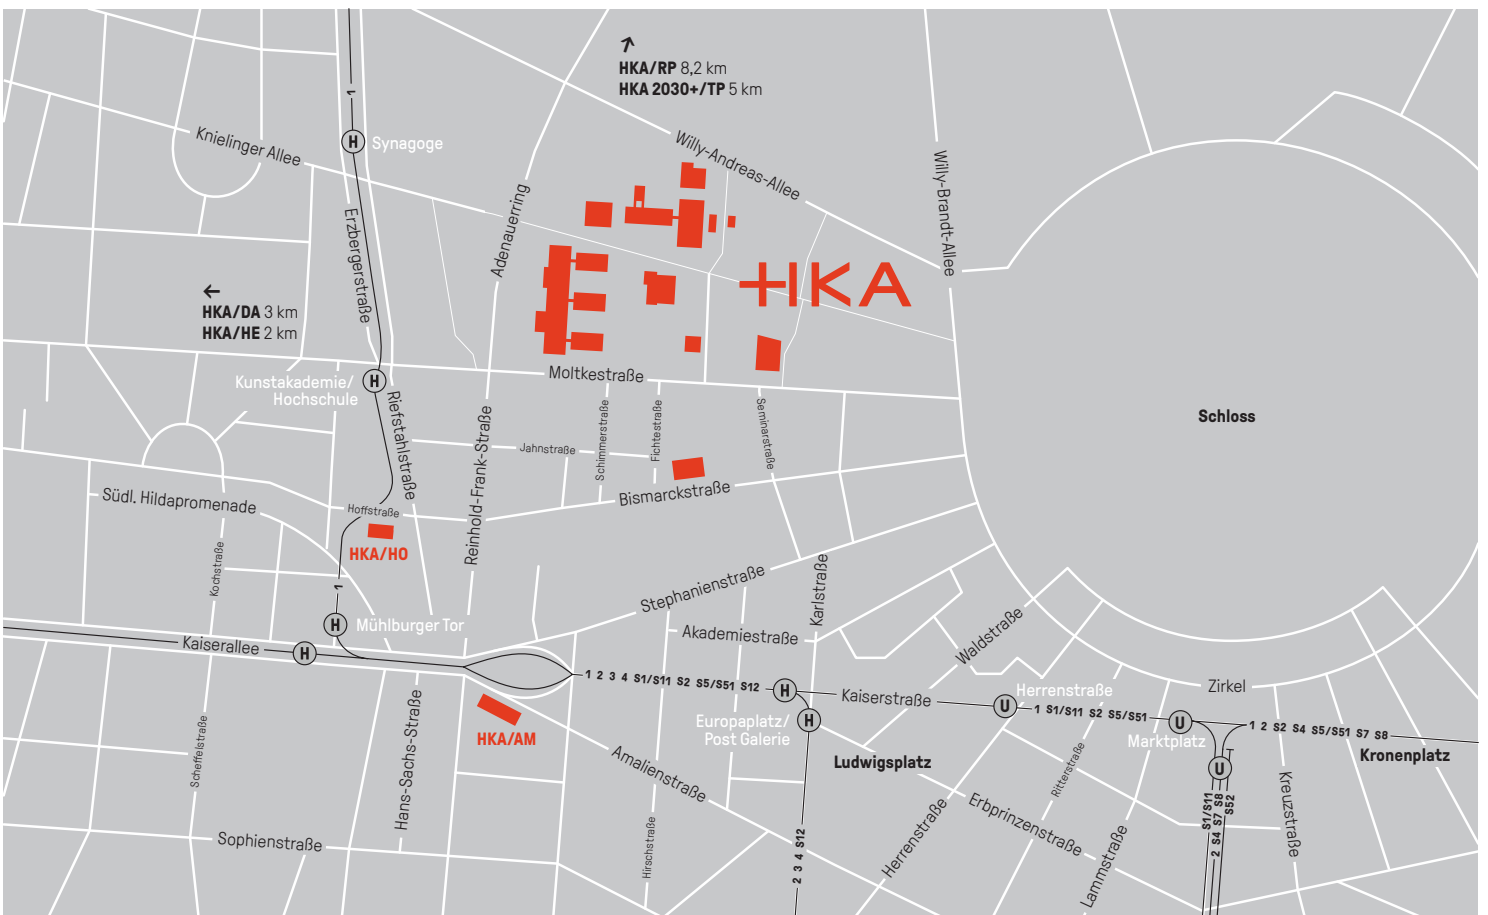 HKA/RP 8,2 km
HKA 2030+/TP 5 km
1
Synagoge
Knielinger Allee
Willy-Andreas-Allee
Willy-Brandt-Allee
Adenauerring
Erzbergerstraße
HKA
HKA/DA 3 km
HKA/HE 2 km
H
H
Kunstakademie/
Hochschule
Moltkestraße
Schloss
Riefstahlstraße
Reinhold-Frank-Straße
Jahnstraße
Schimmerstraße
Fichtestraße
Seminarstraße
Bismarckstraße
Südl. Hildapromenade
Hoffstraße
HKA/HO
Kochstraße
1
Stephanienstraße
Karlstraße
H
Mühlburger Tor
Akademiestraße
Waldstraße
Kaiserallee
H
1 2 3 4 S1/S11 S2 S5/S51 S12
H
Kaiserstraße
Herrenstraße
U
1 S1/S11 S2 S5/S51
Zirkel
HKA/AM
Europaplatz/
Post Galerie
H
U
Marktplatz
1 2 S2 S4 S5/S51 S7 S8
Kronenplatz
Hans-Sachs-Straße
Scheffelstraße
Amalienstraße
Ludwigsplatz
U
Ritterstraße
Erbprinzenstraße
Herrenstraße
Kreuzstraße
S1/S11
2 S4 S7 S8
S52
Sophienstraße
Hirschstraße
2 3 4 S12
Lammstraße